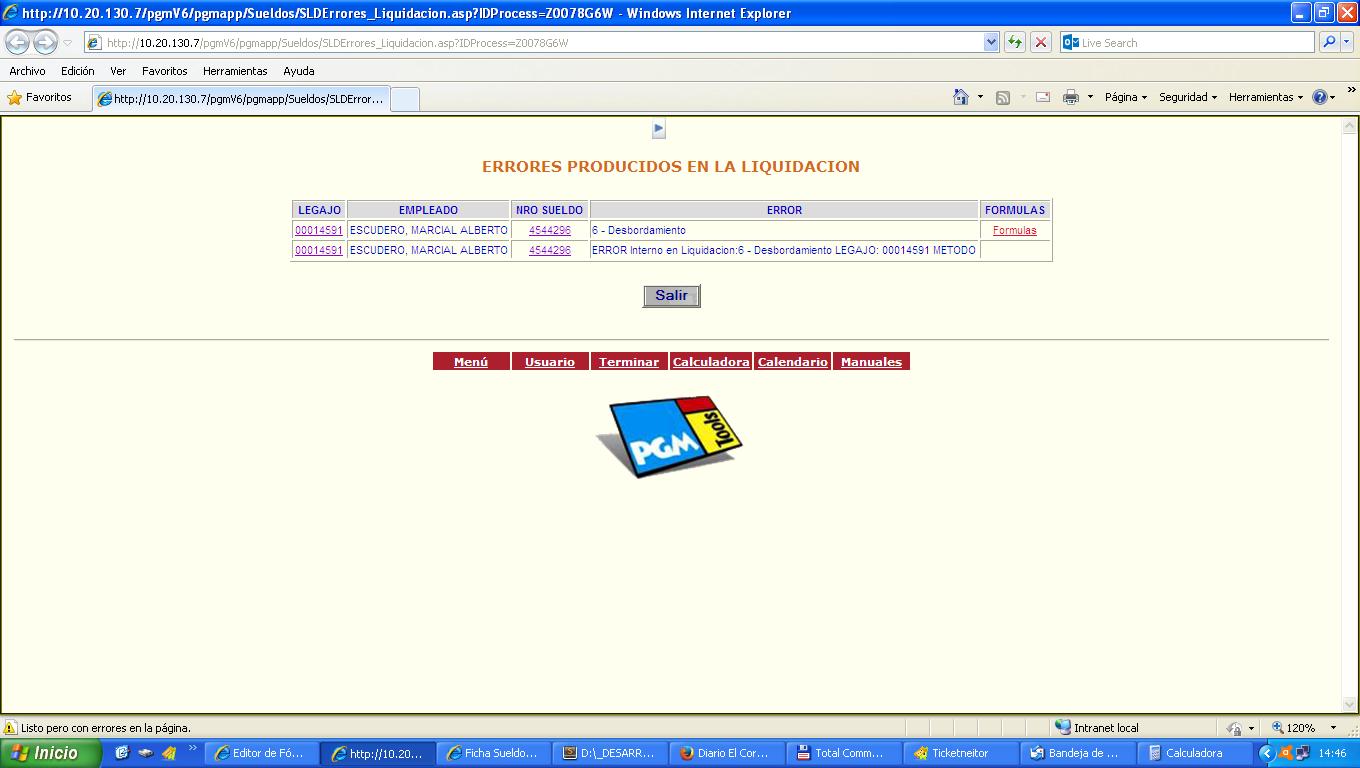 http://10.20.130.7/pgmV6/pgmapp/Sueldos/SLDErrores_Liquidacion.asp?IDProcess=Z0078G6W - Windows Internet Explorer
http://10.20.130.7/pgmV6/pgmapp/Sueldos/SLDErrores_Liquidacion.asp?IDProcess=Z0078G6W Live Search
Archivo Edición Ver Favoritos Herramientas Ayuda
Favoritos http://10.20.130.7/pgmV6/pgmapp/Sueldos/SLDError... Página Seguridad Herramientas
ERRORES PRODUCIDOS EN LA LIQUIDACION
LEGAJO EMPLEADO NRO SUELDO ERROR FORMULAS
00014591 ESCUDERO, MARCIAL ALBERTO 4544296 6 - Desbordamiento Formulas
00014591 ESCUDERO, MARCIAL ALBERTO 4544296 ERROR Interno en Liquidacion:6 - Desbordamiento LEGAJO: 00014591 METODO
Salir
Menú Usuario Terminar Calculadora Calendario Manuales
PGM Tools
Listo pero con errores en la página. Intranet local 120%
Inicio Editor de Fó... http://10.20... Ficha Sueldo... D:\_DESARR... Diario El Cor... Total Comm... Ticketneitor Bandeja de ... Calculadora 14:46